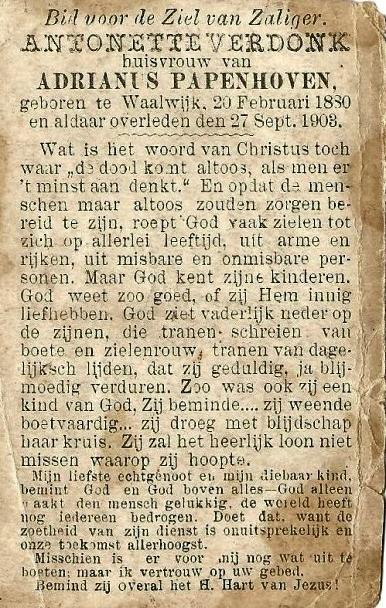 Bid voor de Ziel van Zaliger.
ANTONETTE VERDONK
huisvrouw van
ADRIANUS PAPENHOVEN,
geboren te Waalwijk, 20 Februari 1880
en aldaar overleden den 27 Sept. 1903.
Wat is het woord van Christus toch
waar „de dood komt altoos, als men er
't minst aan denkt.“ En opdat de men-
schen maar altoos zouden zorgen be-
reid te zijn, roept God vaak zielen tot
zich op allerlei leeftijd, uit arme en
rijken, uit misbare en onmisbare per-
sonen. Maar God kent zijne kinderen.
God weet zoo goed, of zij Hem innig
liefhebben. God ziet vaderlijk neder op
de zijnen, die tranen schreien van
boete en zielenrouw, tranen van dage-
lijksch lijden, dat zij geduldig, ja blij-
moedig verduren. Zoo was ook zij een
kind van God, Zij beminde.... zij weende
boetvaardig... zij droeg met blijdschap
haar kruis. Zij zal het heerlijk loon niet
missen waarop zij hoopte.
Mijn liefste echtgenoot en mijn diebaar kind,
bemint God en God boven alles—God alleen
maakt den mensch gelukkig, de wereld heeft
nog iedereen bedrogen. Doet dat, want de
zoetheid van zijn dienst is onuitsprekelijk en
onze toekomst allerhoogst.
Misschien is er voor mij nog wat uit te
boeten; maar ik vertrouw op uw gebed.
Bemind zij overal het H. Hart van Jezus!